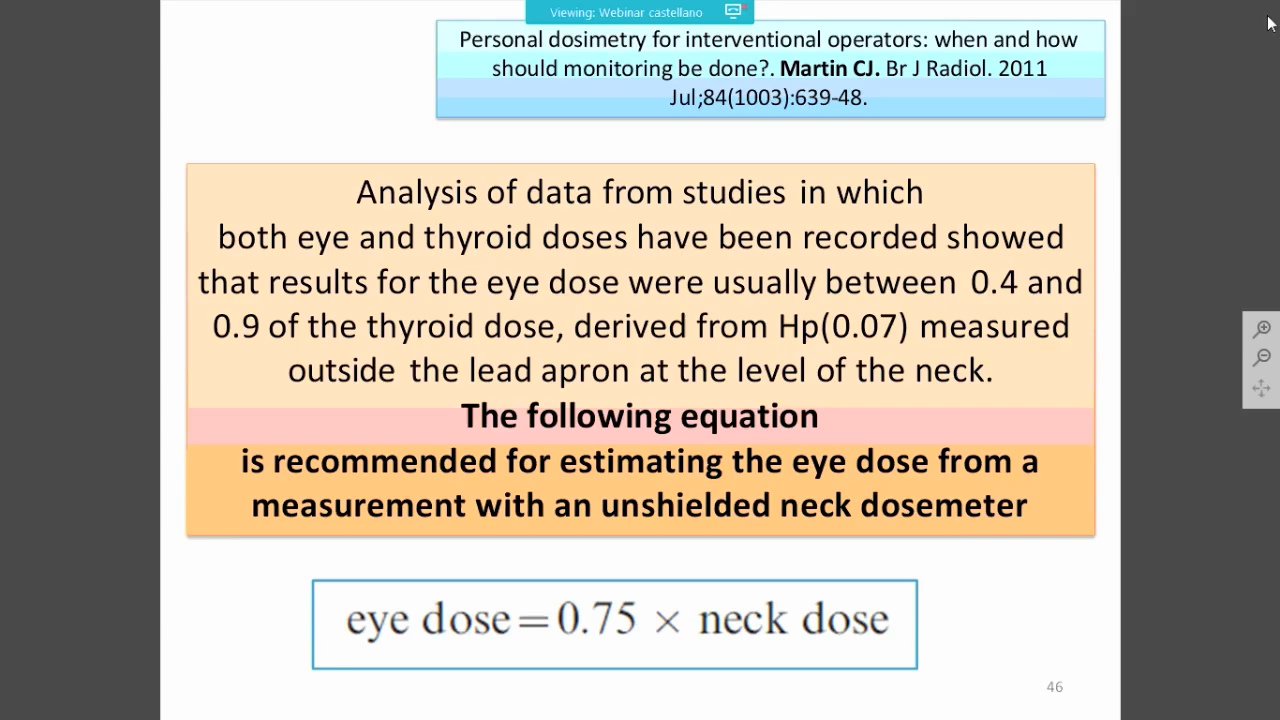 Viewing: Webinar castellano
Personal dosimetry for interventional operators: when and how
should monitoring be done?. Martin CJ. Br J Radiol. 2011
Jul;84(1003):639-48.
Analysis of data from studies in which
both eye and thyroid doses have been recorded showed
that results for the eye dose were usually between 0.4 and
0.9 of the thyroid dose, derived from Hp(0.07) measured
outside the lead apron at the level of the neck.
The following equation
is recommended for estimating the eye dose from a
measurement with an unshielded neck dosemeter
eye dose=0.75 × neck dose
46